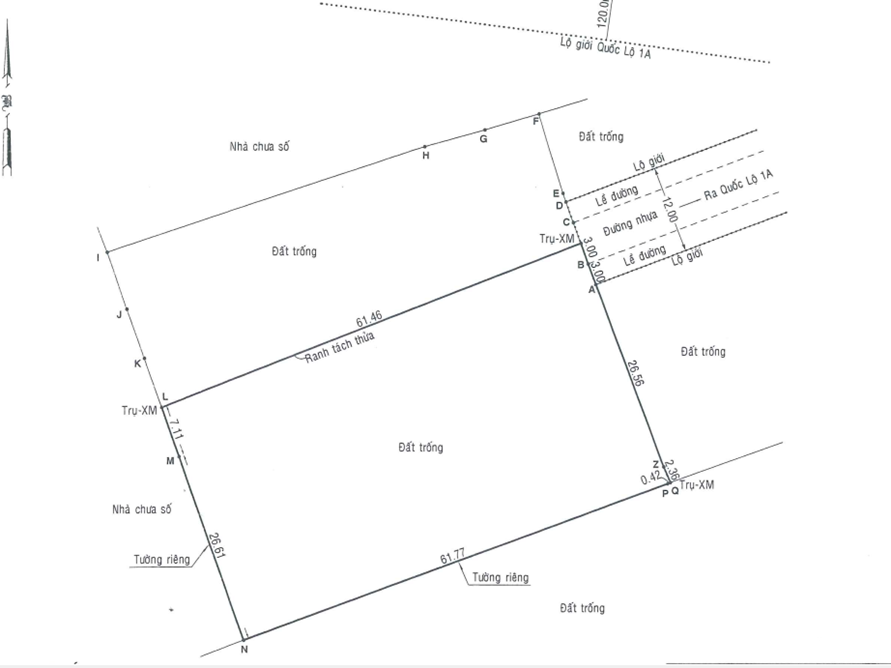 120.0
Lộ giới Quốc Lộ 1A
Nhà chưa số
F
G
H
Đất trống
Lộ giới
E
D
Lề đường
C
Đường nhựa
12.00
Ra Quốc Lộ 1A
Trụ-XM
3.00
B
3.00
Lề đường
Lộ giới
A
I
Đất trống
J
61.46
Ranh tách thửa
K
Đất trống
26.56
L
Trụ-XM
7.11
M
Đất trống
Z
2.36
0.42
P Q
Trụ-XM
Nhà chưa số
26.61
Tường riêng
61.77
Tường riêng
Đất trống
N